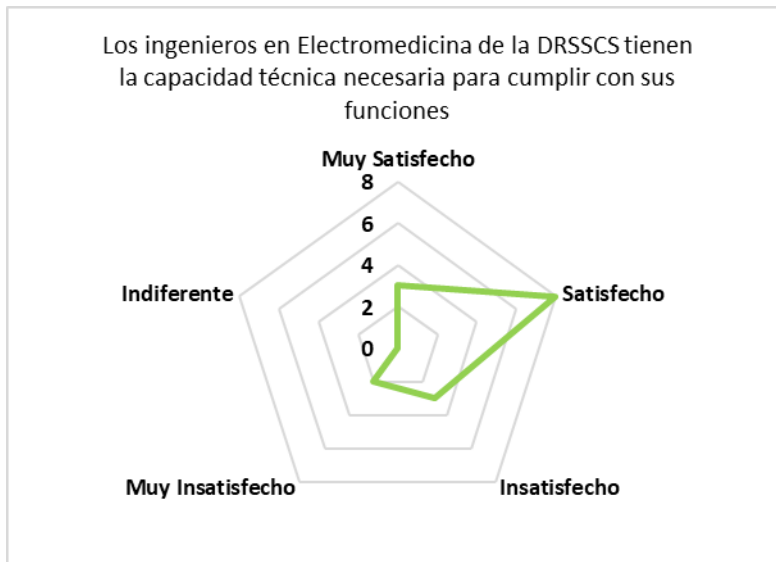 Los ingenieros en Electromedicina de la DRSSCS tienen
la capacidad técnica necesaria para cumplir con sus
funciones
Muy Satisfecho
8
6
4
2
0
Indiferente
Satisfecho
Muy Insatisfecho
Insatisfecho